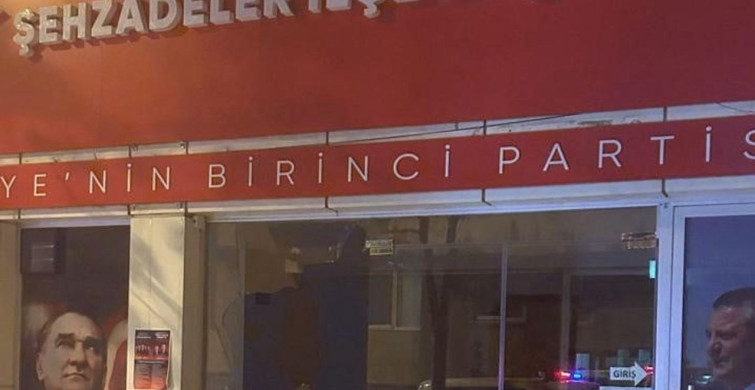 ŞEHZADELER
YE'NİN BİRİNCİ PARTİS
GİRİŞ